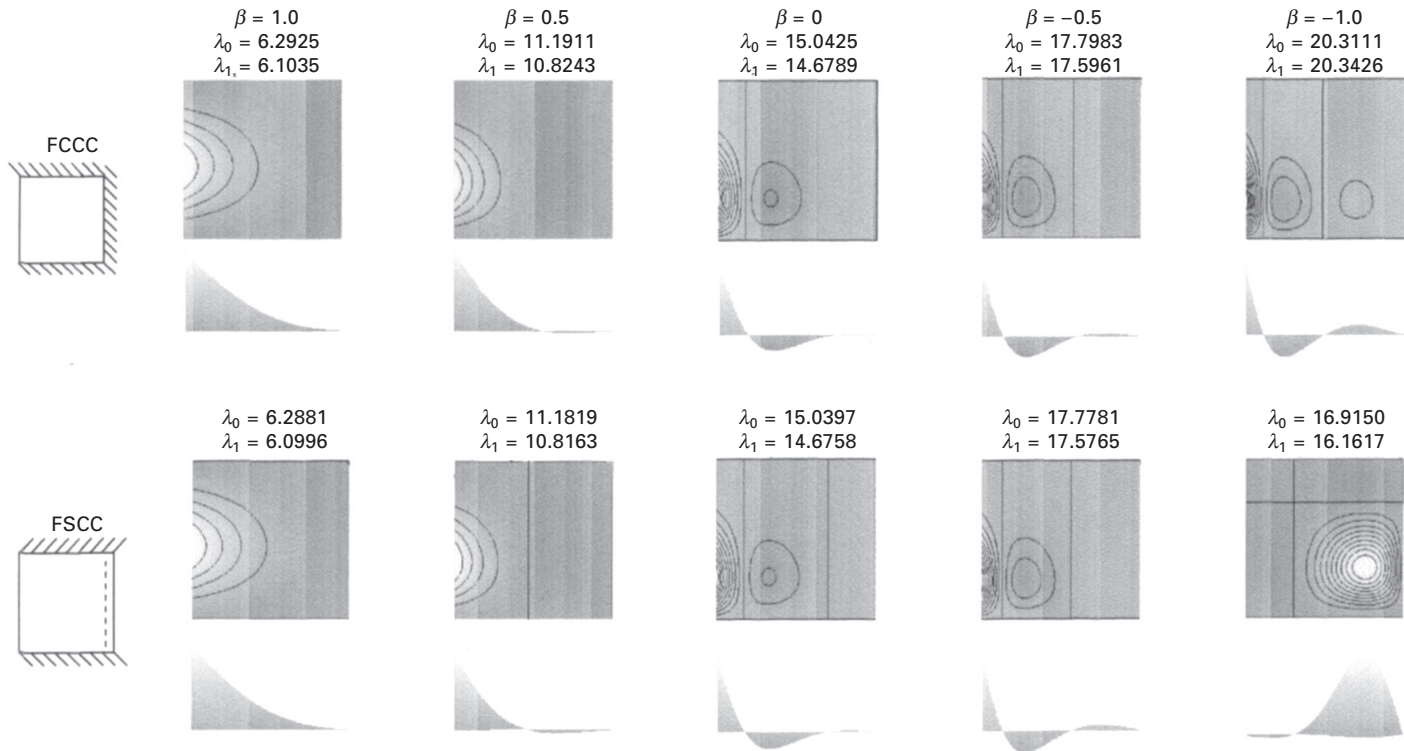 β = 1.0
λ0 = 6.2925
λ1 = 6.1035
β = 0.5
λ0 = 11.1911
λ1 = 10.8243
β = 0
λ0 = 15.0425
λ1 = 14.6789
β = −0.5
λ0 = 17.7983
λ1 = 17.5961
β = −1.0
λ0 = 20.3111
λ1 = 20.3426
FCCC
λ0 = 6.2881
λ1 = 6.0996
λ0 = 11.1819
λ1 = 10.8163
λ0 = 15.0397
λ1 = 14.6758
λ0 = 17.7781
λ1 = 17.5765
λ0 = 16.9150
λ1 = 16.1617
FSCC